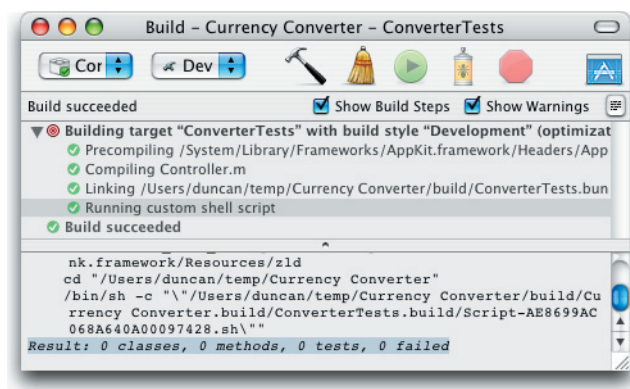 Build – Currency Converter – ConverterTests
Cor
Dev
Build succeeded
Show Build Steps
Show Warnings
Building target “ConverterTests” with build style “Development” (optimizat
Precompiling /System/Library/Frameworks/AppKit.framework/Headers/App
Compiling Controller.m
Linking /Users/duncan/temp/Currency Converter/build/ConverterTests.bun
Running custom shell script
Build succeeded
nk.framework/Resources/zld
cd "/Users/duncan/temp/Currency Converter"
/bin/sh -c "\"/Users/duncan/temp/Currency Converter/build/Cu
rrency Converter.build/ConverterTests.build/Script-AE8699AC
068A640A00097428.sh\""
Result: 0 classes, 0 methods, 0 tests, 0 failed